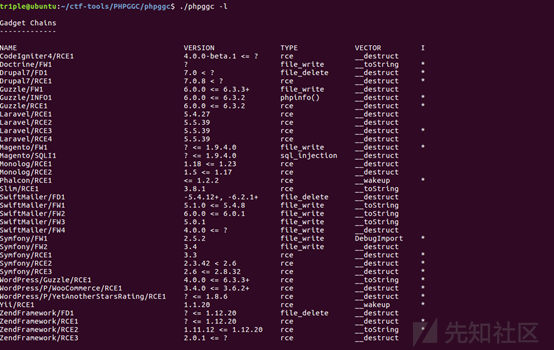 tr1ple@ubuntu:~/ctf-tools/PHPGGC/phpggc$ ./phpggc -l
Gadget Chains
-------------
NAME VERSION TYPE VECTOR I
CodeIgniter4/RCE1 4.0.0-beta.1 <= ? rce __destruct
Doctrine/FW1 ? file_write __toString *
Drupal7/FD1 7.0 < ? file_delete __destruct *
Drupal7/RCE1 7.0.8 < ? rce __destruct *
Guzzle/FW1 6.0.0 <= 6.3.3+ file_write __destruct
Guzzle/INFO1 6.0.0 <= 6.3.2 phpinfo() __destruct *
Guzzle/RCE1 6.0.0 <= 6.3.2 rce __destruct *
Laravel/RCE1 5.4.27 rce __destruct
Laravel/RCE2 5.5.39 rce __destruct
Laravel/RCE3 5.5.39 rce __destruct *
Laravel/RCE4 5.5.39 rce __destruct
Magento/FW1 ? <= 1.9.4.0 file_write __destruct *
Magento/SQLI1 ? <= 1.9.4.0 sql_injection __destruct
Monolog/RCE1 1.18 <= 1.23 rce __destruct
Monolog/RCE2 1.5 <= 1.17 rce __destruct
Phalcon/RCE1 <= 1.2.2 rce __wakeup *
Slim/RCE1 3.8.1 rce __toString
SwiftMailer/FD1 -5.4.12+, -6.2.1+ file_delete __destruct
SwiftMailer/FW1 5.1.0 <= 5.4.8 file_write __toString
SwiftMailer/FW2 6.0.0 <= 6.0.1 file_write __toString
SwiftMailer/FW3 5.0.1 file_write __toString
SwiftMailer/FW4 4.0.0 <= ? file_write __destruct
Symfony/FW1 2.5.2 file_write DebugImport *
Symfony/FW2 3.4 file_write __destruct
Symfony/RCE1 3.3 rce __destruct *
Symfony/RCE2 2.3.42 < 2.6 rce __destruct *
Symfony/RCE3 2.6 <= 2.8.32 rce __destruct *
WordPress/Guzzle/RCE1 4.0.0 <= 6.3.3+ rce __toString *
WordPress/P/WooCommerce/RCE1 3.4.0 <= 3.6.2+ rce __destruct *
WordPress/P/YetAnotherStarsRating/RCE1 ? <= 1.8.6 rce __destruct *
Yii/RCE1 1.1.20 rce __wakeup *
ZendFramework/FD1 ? <= 1.12.20 file_delete __destruct
ZendFramework/RCE1 ? <= 1.12.20 rce __destruct *
ZendFramework/RCE2 1.11.12 <= 1.12.20 rce __toString *
ZendFramework/RCE3 2.0.1 <= ? rce __destruct
先知社区